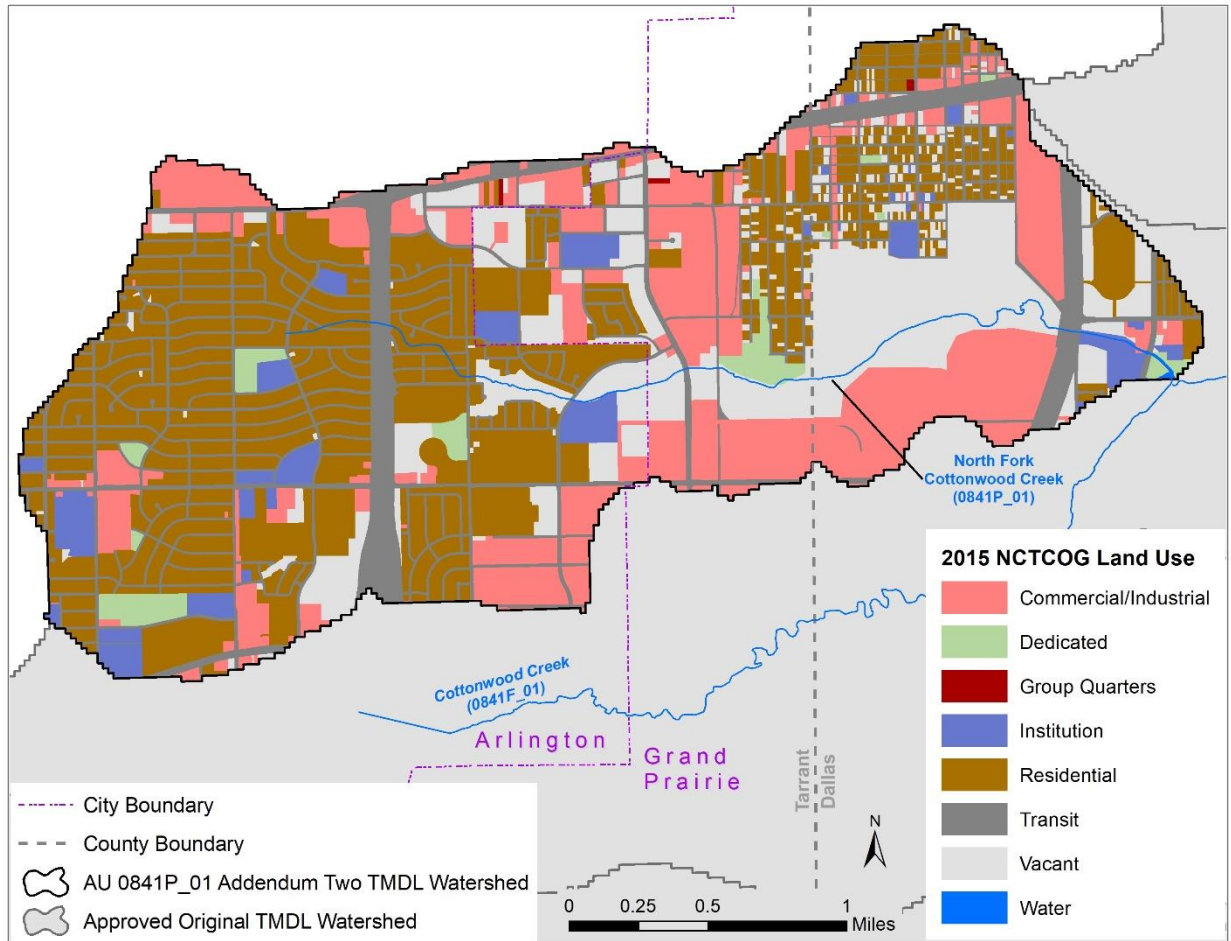 North Fork
Cottonwood Creek
(0841P_01)
Cottonwood Creek
(0841F_01)
Arlington
Grand
Prairie
Tarrant
Dallas
N
0 0.25 0.5 1
Miles
City Boundary
County Boundary
AU 0841P_01 Addendum Two TMDL Watershed
Approved Original TMDL Watershed
2015 NCTCOG Land Use
Commercial/Industrial
Dedicated
Group Quarters
Institution
Residential
Transit
Vacant
Water